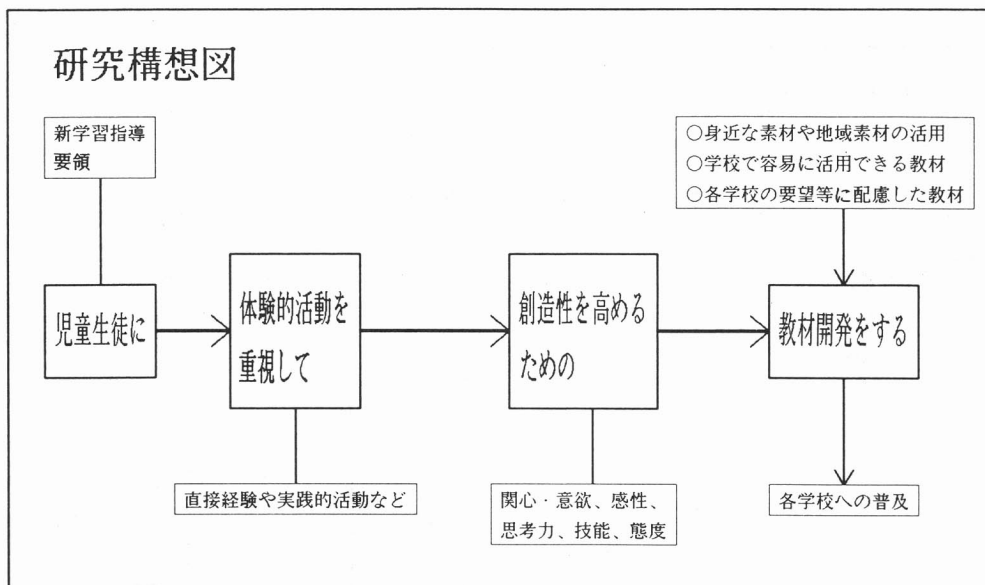 研究構想図
新学習指導
要領
○身近な素材や地域素材の活用
○学校で容易に活用できる教材
○各学校の要望等に配慮した教材
児童生徒に
体験的活動を
重視して
創造性を高める
ための
教材開発をする
直接経験や実践的活動など
関心・意欲、感性、
思考力、技能、態度
各学校への普及